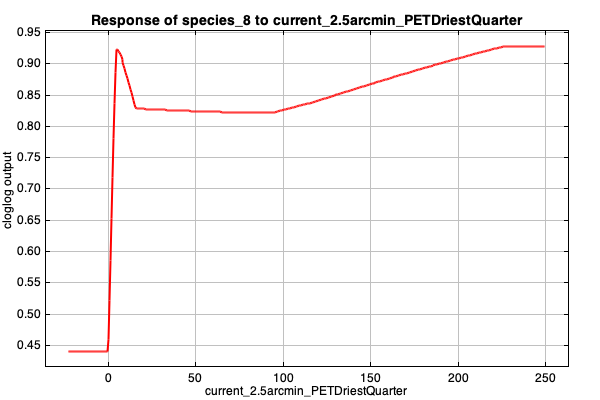 Response of species_8 to current_2.5arcmin_PETDriestQuarter
0.95
0.90
0.85
0.80
0.75
0.70
0.65
0.60
0.55
0.50
0.45
cloglog output
0 50 100 150 200 250
current_2.5arcmin_PETDriestQuarter